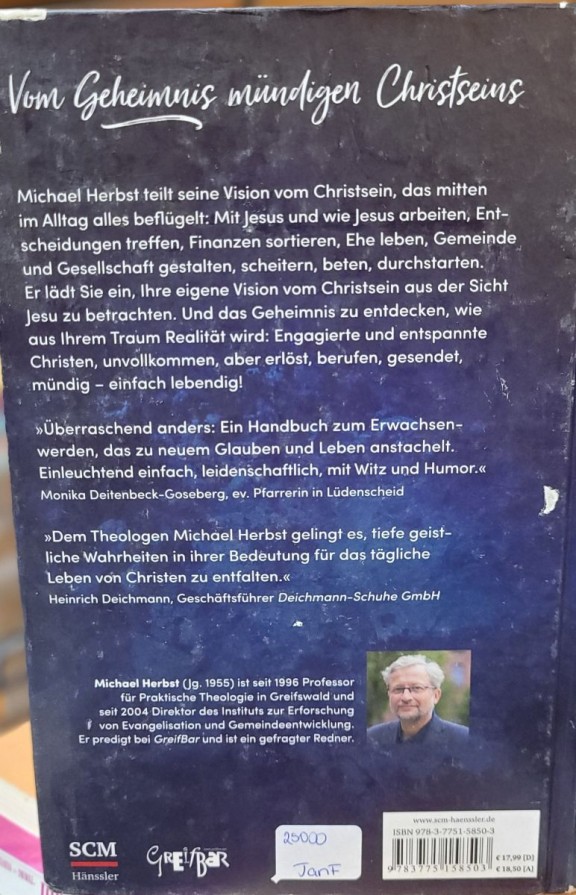 Vom Geheimnis mündigen Christseins
Michael Herbst teilt seine Vision vom Christsein, das mitten
im Alltag alles beflügelt: Mit Jesus und wie Jesus arbeiten, Ent-
scheidungen treffen, Finanzen sortieren, Ehe leben, Gemeinde
und Gesellschaft gestalten, scheitern, beten, durchstarten.
Er lädt Sie ein, Ihre eigene Vision vom Christsein aus der Sicht
Jesu zu betrachten. Und das Geheimnis zu entdecken, wie
aus Ihrem Traum Realität wird: Engagierte und entspannte
Christen, unvollkommen, aber erlöst, berufen, gesendet,
mündig – einfach lebendig!
»Überraschend anders: Ein Handbuch zum Erwachsen-
werden, das zu neuem Glauben und Leben anstachelt.
Einleuchtend einfach, leidenschaftlich, mit Witz und Humor.«
Monika Deitenbeck-Goseberg, ev. Pfarrerin in Lüdenscheid
»Dem Theologen Michael Herbst gelingt es, tiefe geist-
liche Wahrheiten in ihrer Bedeutung für das tägliche
Leben von Christen zu entfalten.«
Heinrich Deichmann, Geschäftsführer Deichmann-Schuhe GmbH
Michael Herbst (Jg. 1955) ist seit 1996 Professor
für Praktische Theologie in Greifswald und
seit 2004 Direktor des Instituts zur Erforschung
von Evangelisation und Gemeindeentwicklung.
Er predigt bei GreifBar und ist ein gefragter Redner.
SCM
Hänssler
GREIfBAR
25000
JanF
www.scm-haenssler.de
ISBN 978-3-7751-5850-3
€ 17,99 [D]
€ 18,50 [A]
9 783775 158503